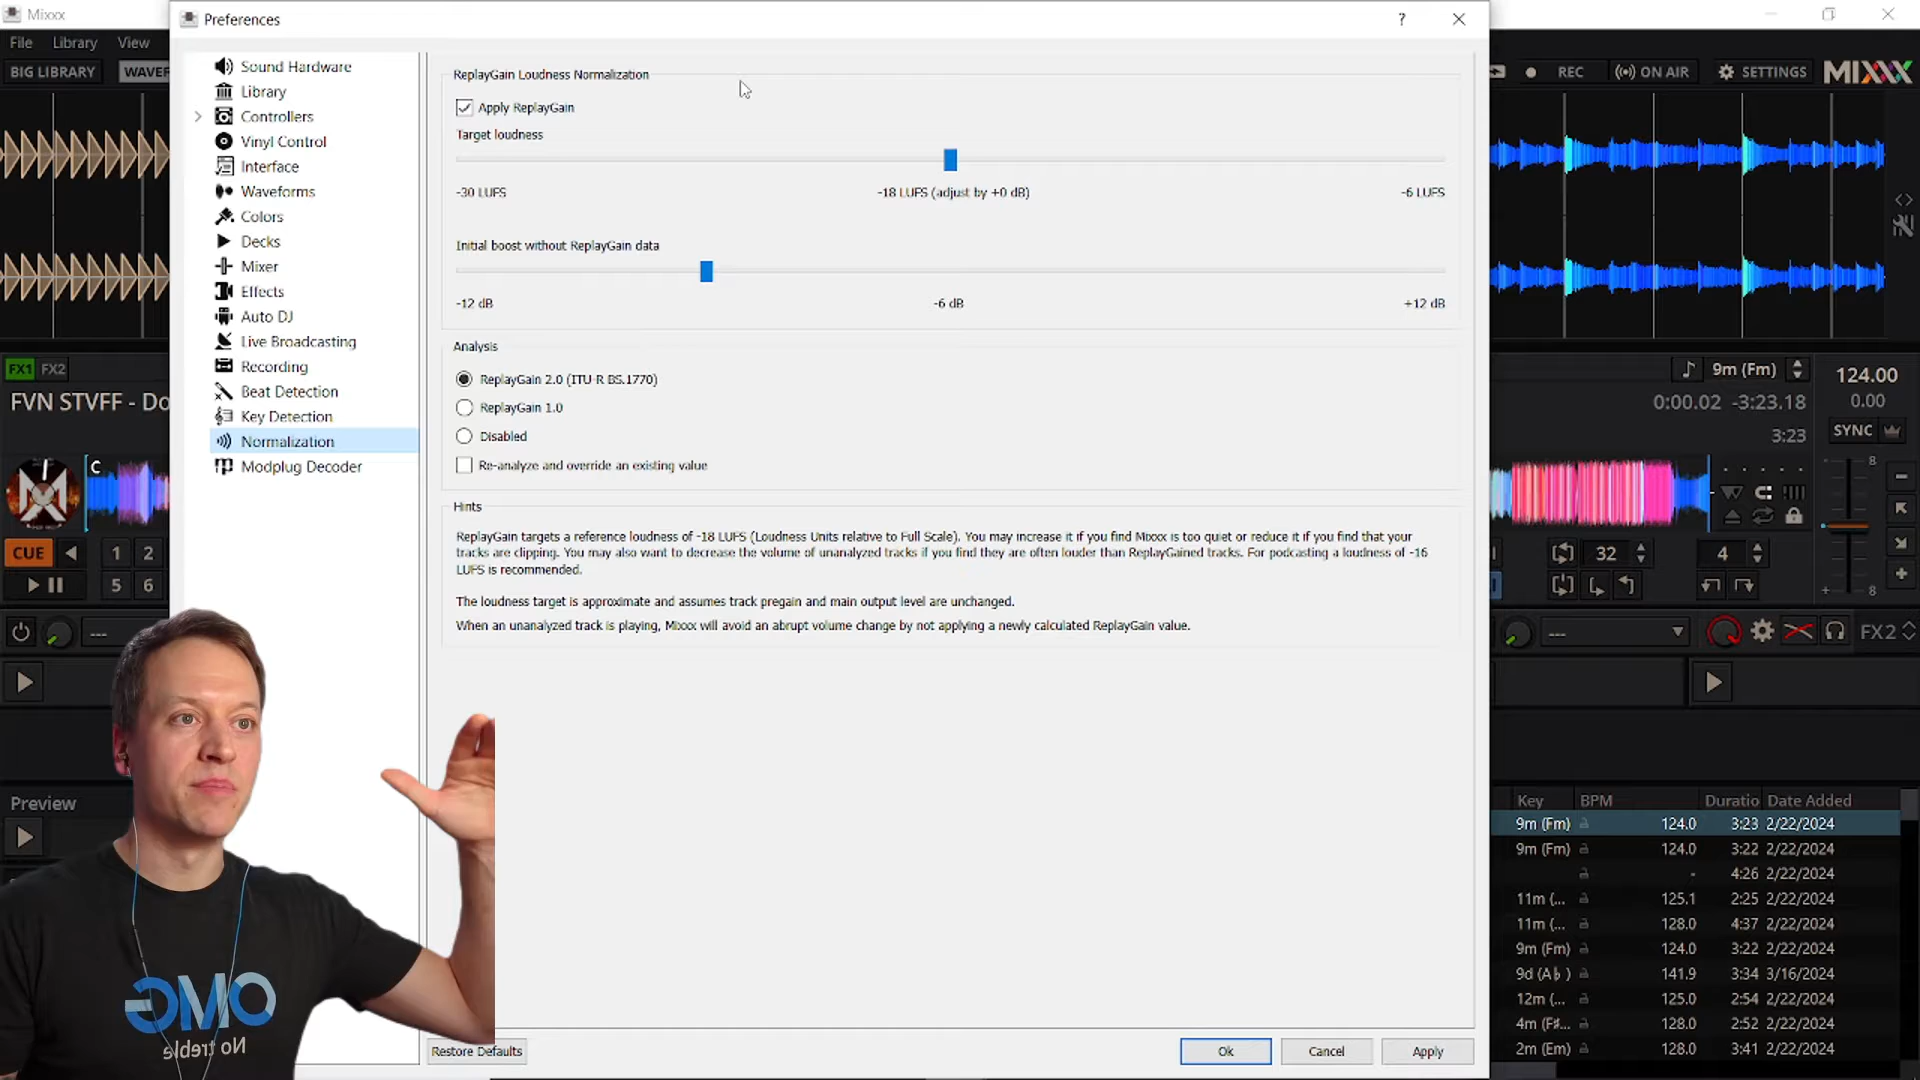 Mixxx
Preferences
?
File Library View
BIG LIBRARY
REC
ON AIR
SETTINGS
MIXXX
Sound Hardware
Library
Controllers
Vinyl Control
Interface
Waveforms
Colors
Decks
Mixer
Effects
Auto DJ
Live Broadcasting
Recording
Beat Detection
Key Detection
Normalization
Modplug Decoder
ReplayGain Loudness Normalization
Apply ReplayGain
Target loudness
-30 LUFS -18 LUFS (adjust by +0 dB) -6 LUFS
Initial boost without ReplayGain data
-12 dB -6 dB +12 dB
Analysis
ReplayGain 2.0 (ITU-R BS.1770)
ReplayGain 1.0
Disabled
Re-analyze and override an existing value
Hints
ReplayGain targets a reference loudness of -18 LUFS (Loudness Units relative to Full Scale). You may increase it if you find Mixxx is too quiet or reduce it if you find that your
tracks are clipping. You may also want to decrease the volume of unanalyzed tracks if you find they are often louder than ReplayGained tracks. For podcasting a loudness of -16
LUFS is recommended.
The loudness target is approximate and assumes track pregain and main output level are unchanged.
When an unanalyzed track is playing, Mixxx will avoid an abrupt volume change by not applying a newly calculated ReplayGain value.
Restore Defaults
Ok
Cancel
Apply
FX1 FX2
FVN STVFF -
C
CUE
1 2
5 6
---
Preview
OMG
No treble
9m (Fm)
124.00
0:00.02 -3:23.18
0.00
3:23
SYNC
8
32
4
8
---
FX2
Key BPM Duratio Date Added
9m (Fm) 124.0 3:23 2/22/2024
9m (Fm) 124.0 3:22 2/22/2024
- 4:26 2/22/2024
11m (... 125.1 2:25 2/22/2024
11m (... 128.0 4:37 2/22/2024
9m (Fm) 124.0 3:22 2/22/2024
9d (A♭) 141.9 3:34 3/16/2024
12m (... 125.0 2:54 2/22/2024
4m (F♯... 128.0 2:52 2/22/2024
2m (Em) 128.0 3:41 2/22/2024